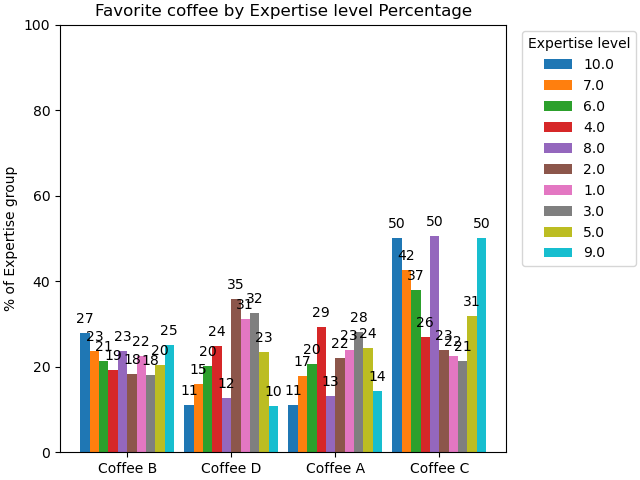 Favorite coffee by Expertise level Percentage
% of Expertise group
100
80
60
40
20
0
27 23 21 19 23 18 22 18 20 25
11 15 20 24 12 35 31 32 23 10
11 17 20 29 13 22 23 28 24 14
50 42 37 26 50 23 22 21 31 50
Coffee B Coffee D Coffee A Coffee C
Expertise level
10.0
7.0
6.0
4.0
8.0
2.0
1.0
3.0
5.0
9.0